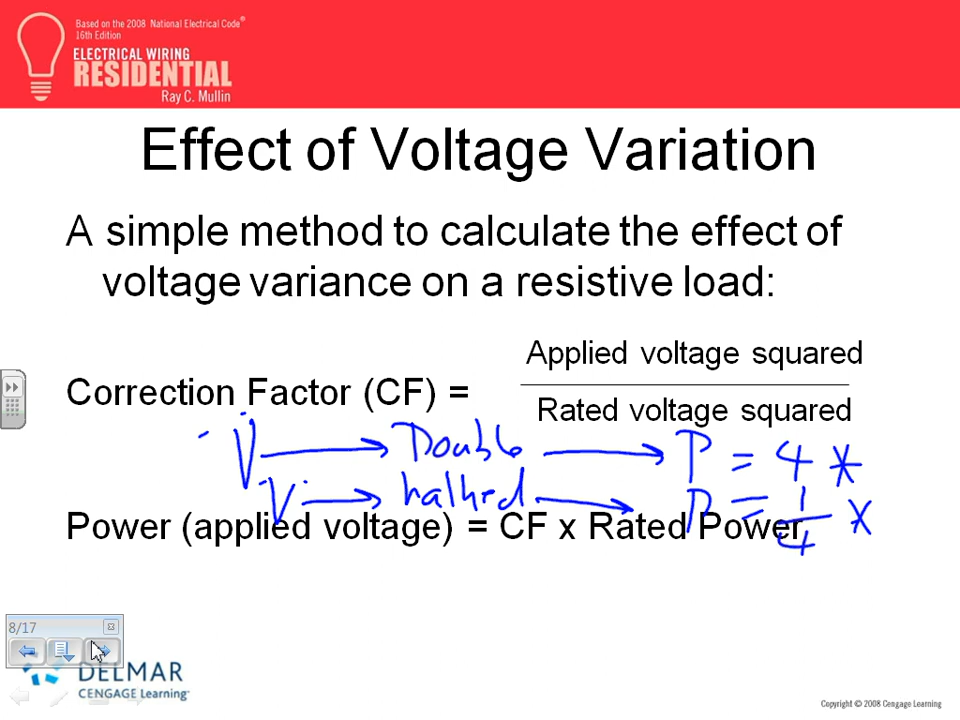 Based on the 2008 National Electrical Code®
16th Edition
ELECTRICAL WIRING
RESIDENTIAL
Ray C. Mullin
Effect of Voltage Variation
A simple method to calculate the effect of
voltage variance on a resistive load:
Applied voltage squared
Correction Factor (CF) =
Rated voltage squared
V → Double → P = 4 *
V → halved → P = 1/4 X
Power (applied voltage) = CF x Rated Power
8/17
DELMAR
CENGAGE Learning™
Copyright © 2008 Cengage Learning